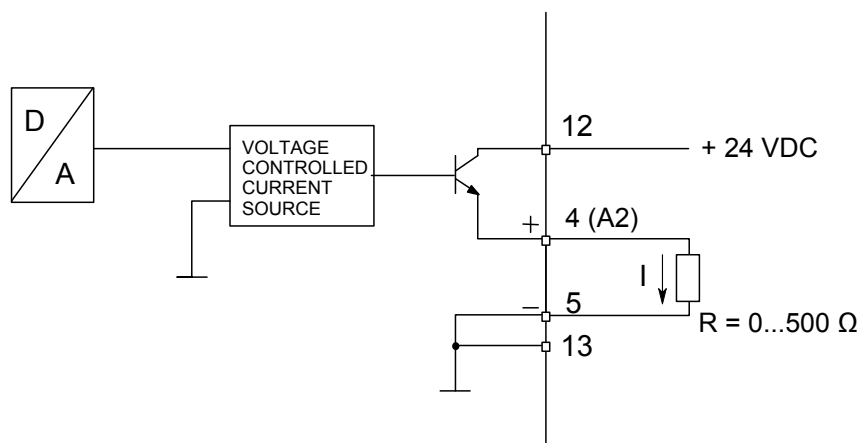 D
A
VOLTAGE
CONTROLLED
CURRENT
SOURCE
12
+ 24 VDC
+
4 (A2)
I
−
5
R = 0...500 Ω
13